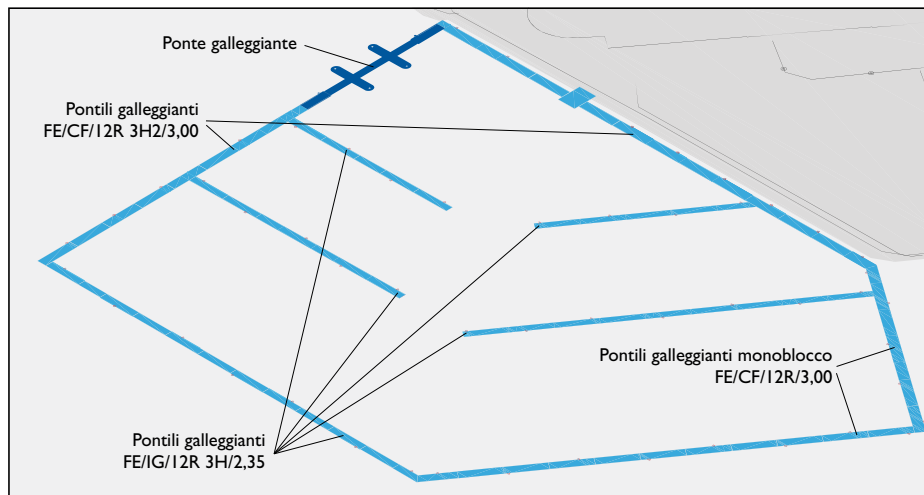 Ponte galleggiante
Pontili galleggianti
FE/CF/12R 3H2/3,00
Pontili galleggianti monoblocco
FE/CF/12R/3,00
Pontili galleggianti
FE/IG/12R 3H/2,35